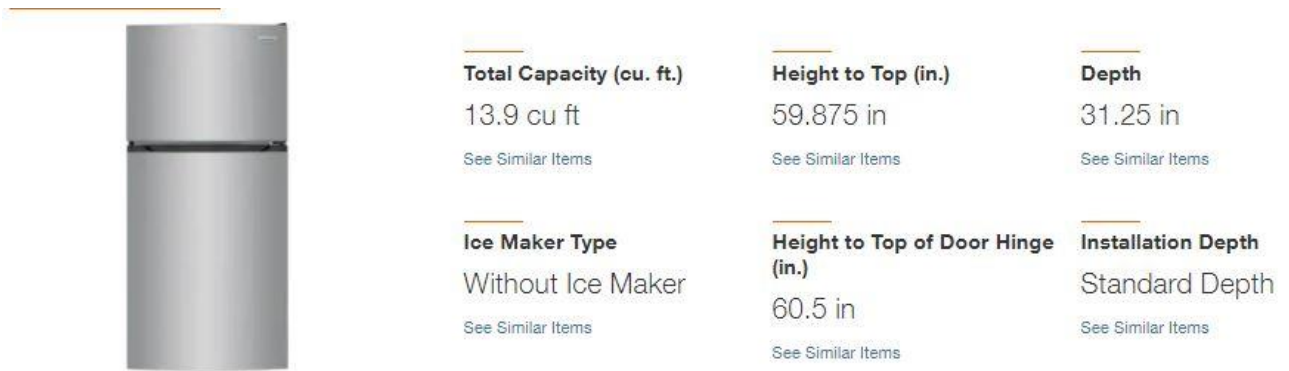 Total Capacity (cu. ft.)
13.9 cu ft
See Similar Items
Height to Top (in.)
59.875 in
See Similar Items
Depth
31.25 in
See Similar Items
Ice Maker Type
Without Ice Maker
See Similar Items
Height to Top of Door Hinge
(in.)
60.5 in
See Similar Items
Installation Depth
Standard Depth
See Similar Items